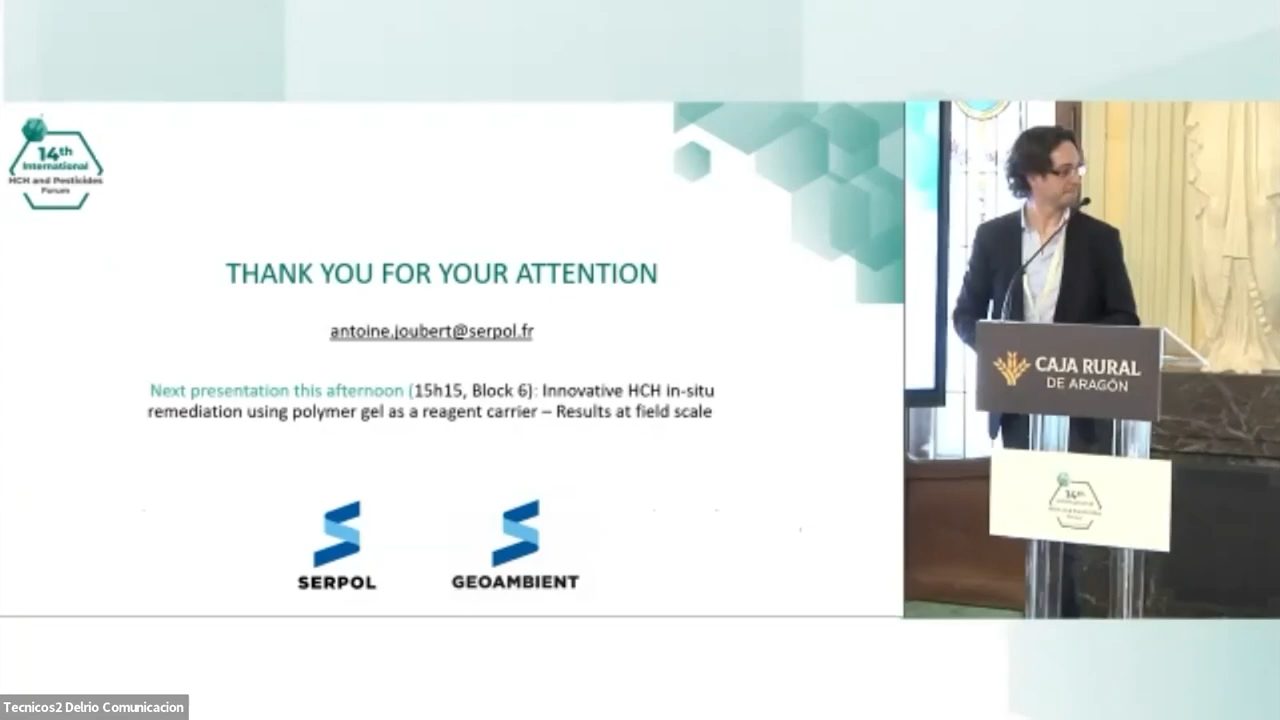 14th
International
HCH and Pesticides
Forum
THANK YOU FOR YOUR ATTENTION
antoine.joubert@serpol.fr
Next presentation this afternoon (15h15, Block 6): Innovative HCH in-situ
remediation using polymer gel as a reagent carrier – Results at field scale
SERPOL
GEOAMBIENT
CAJA RURAL
DE ARAGÓN
14th
Tecnicos2 Delrio Comunicacion